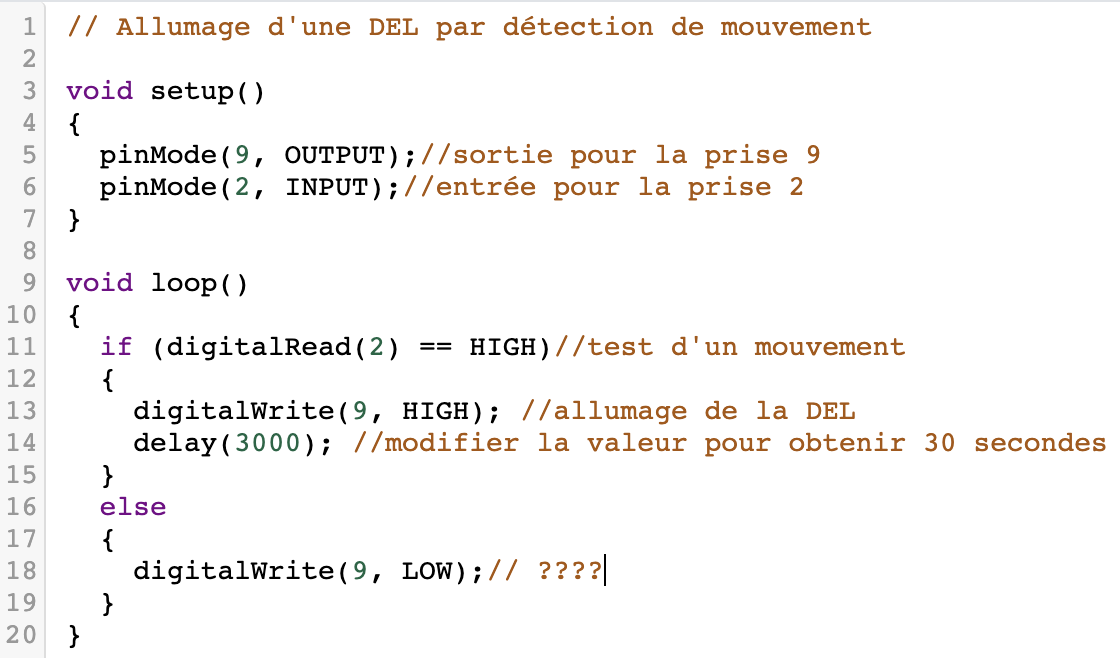 1 // Allumage d'une DEL par détection de mouvement
2
3 void setup()
4 {
5   pinMode(9, OUTPUT);//sortie pour la prise 9
6   pinMode(2, INPUT);//entrée pour la prise 2
7 }
8
9 void loop()
10 {
11   if (digitalRead(2) == HIGH)//test d'un mouvement
12   {
13     digitalWrite(9, HIGH); //allumage de la DEL
14     delay(3000); //modifier la valeur pour obtenir 30 secondes
15   }
16   else
17   {
18     digitalWrite(9, LOW);// ????
19   }
20 }